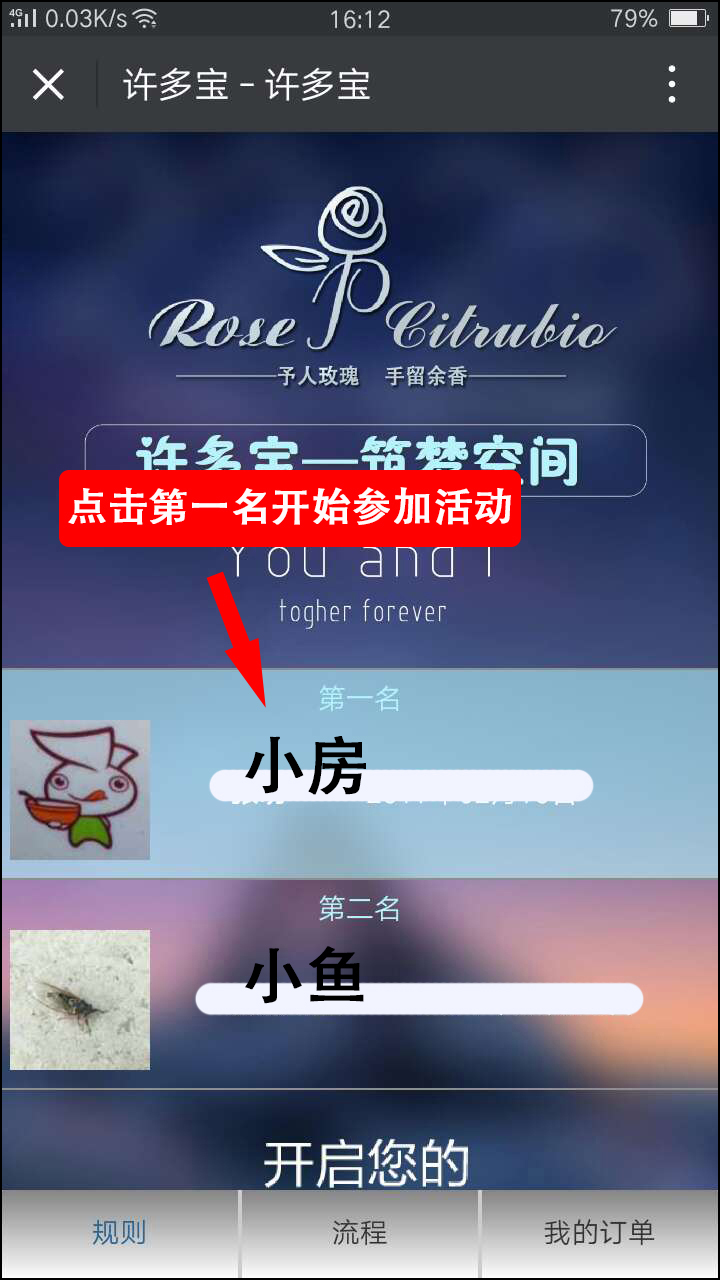 4G 0.03K/s 16:12 79%
许多宝 - 许多宝
Rose Citrubio
予人玫瑰 手留余香
许多宝—筑梦空间
点击第一名开始参加活动
You and I
togher forever
第一名
小房
第二名
小鱼
开启您的
规则 流程 我的订单